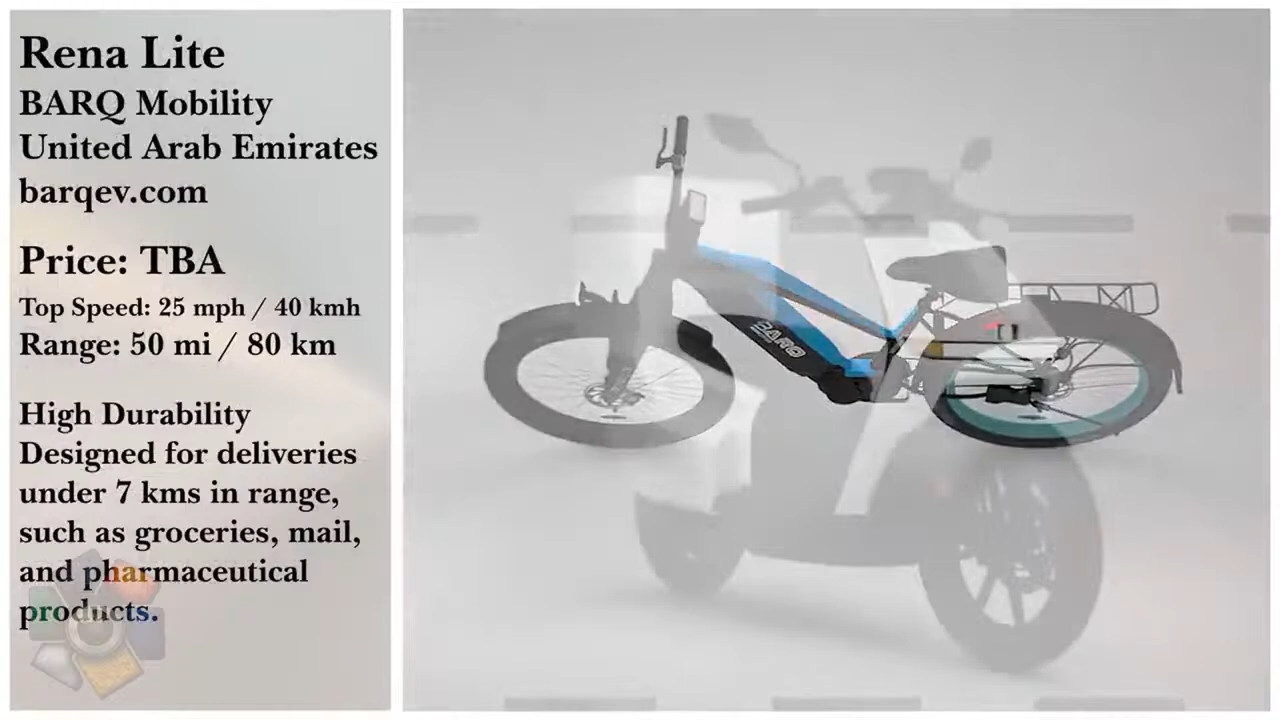 Rena Lite
BARQ Mobility
United Arab Emirates
barqev.com
Price: TBA
Top Speed: 25 mph / 40 kmh
Range: 50 mi / 80 km
High Durability
Designed for deliveries
under 7 kms in range,
such as groceries, mail,
and pharmaceutical
products.
BARQ